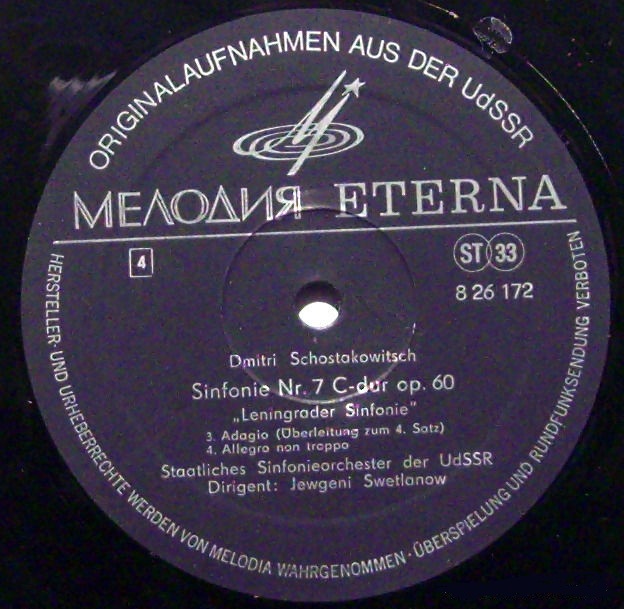 ORIGINALAUFNAHMEN AUS DER UdSSR
МЕЛОДИЯ ETERNA
4
ST 33
8 26 172
Dmitri Schostakowitsch
Sinfonie Nr. 7 C-dur op. 60
„Leningrader Sinfonie"
3. Adagio (Überleitung zum 4. Satz)
4. Allegro non troppo
Staatliches Sinfonieorchester der UdSSR
Dirigent: Jewgeni Swetlanow
HERSTELLER- UND URHEBERRECHTE WERDEN VON MELODIA WAHRGENOMMEN · ÜBERSPIELUNG UND RUNDFUNKSENDUNG VERBOTEN